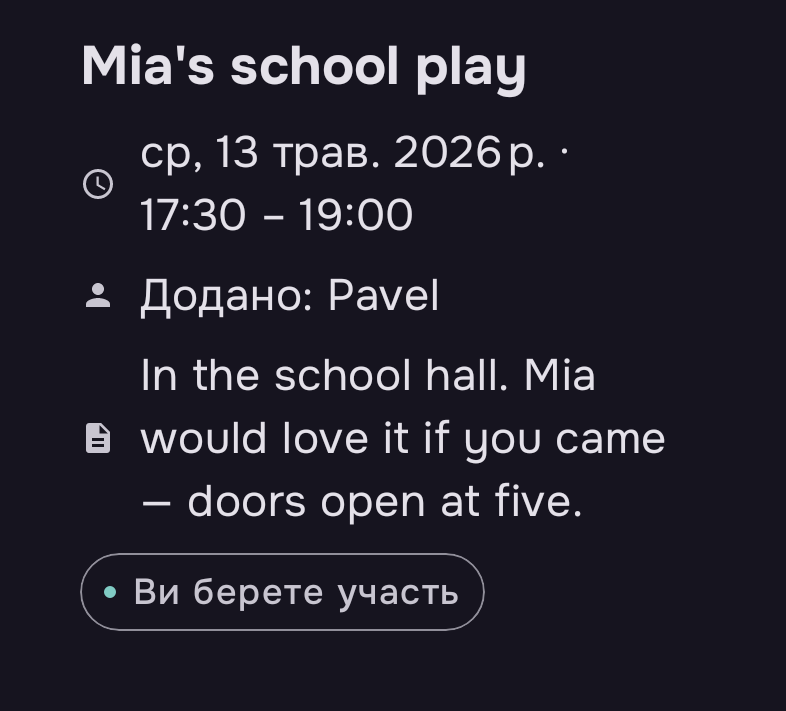 Mia's school play
ср, 13 трав. 2026 р. ·
17:30 – 19:00
Додано: Pavel
In the school hall. Mia
would love it if you came
— doors open at five.
Ви берете участь